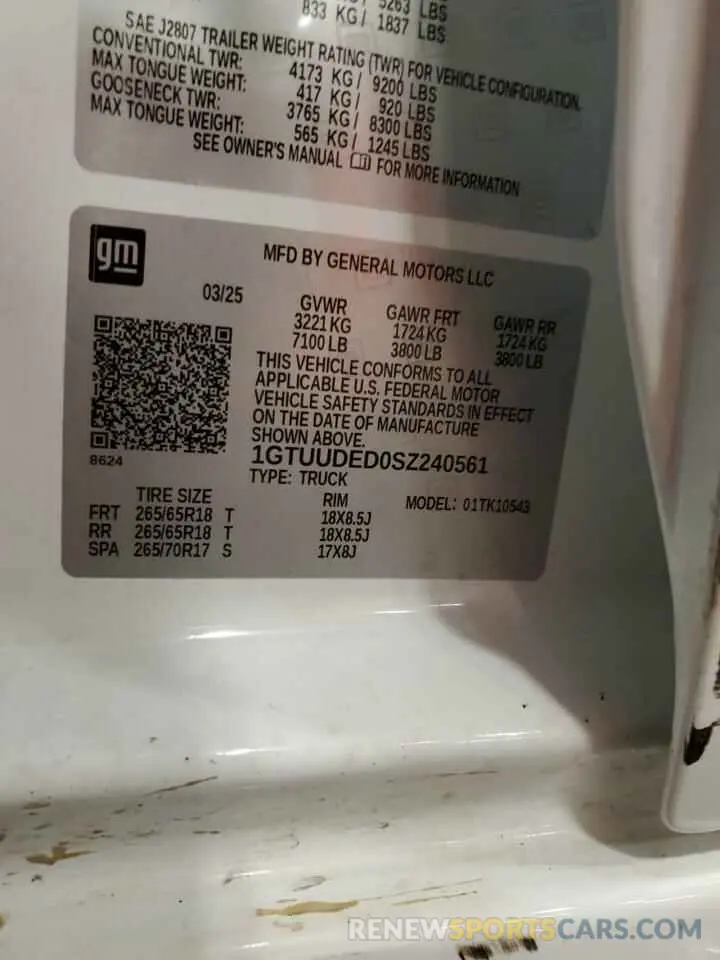 5263 LBS
833 KG/ 1837 LBS
SAE J2807 TRAILER WEIGHT RATING (TWR) FOR VEHICLE CONFIGURATION.
CONVENTIONAL TWR: 4173 KG/ 9200 LBS
MAX TONGUE WEIGHT: 417 KG/ 920 LBS
GOOSENECK TWR: 3765 KG/ 8300 LBS
MAX TONGUE WEIGHT: 565 KG/ 1245 LBS
SEE OWNER'S MANUAL FOR MORE INFORMATION
gm
MFD BY GENERAL MOTORS LLC
03/25
GVWR GAWR FRT GAWR RR
3221 KG 1724 KG 1724 KG
7100 LB 3800 LB 3800 LB
THIS VEHICLE CONFORMS TO ALL
APPLICABLE U.S. FEDERAL MOTOR
VEHICLE SAFETY STANDARDS IN EFFECT
ON THE DATE OF MANUFACTURE
SHOWN ABOVE.
8624
1GTUUDED0SZ240561
TYPE: TRUCK
TIRE SIZE RIM MODEL: 01TK10543
FRT 265/65R18 T 18X8.5J
RR 265/65R18 T 18X8.5J
SPA 265/70R17 S 17X8J
RENEWSPORTSCARS.COM